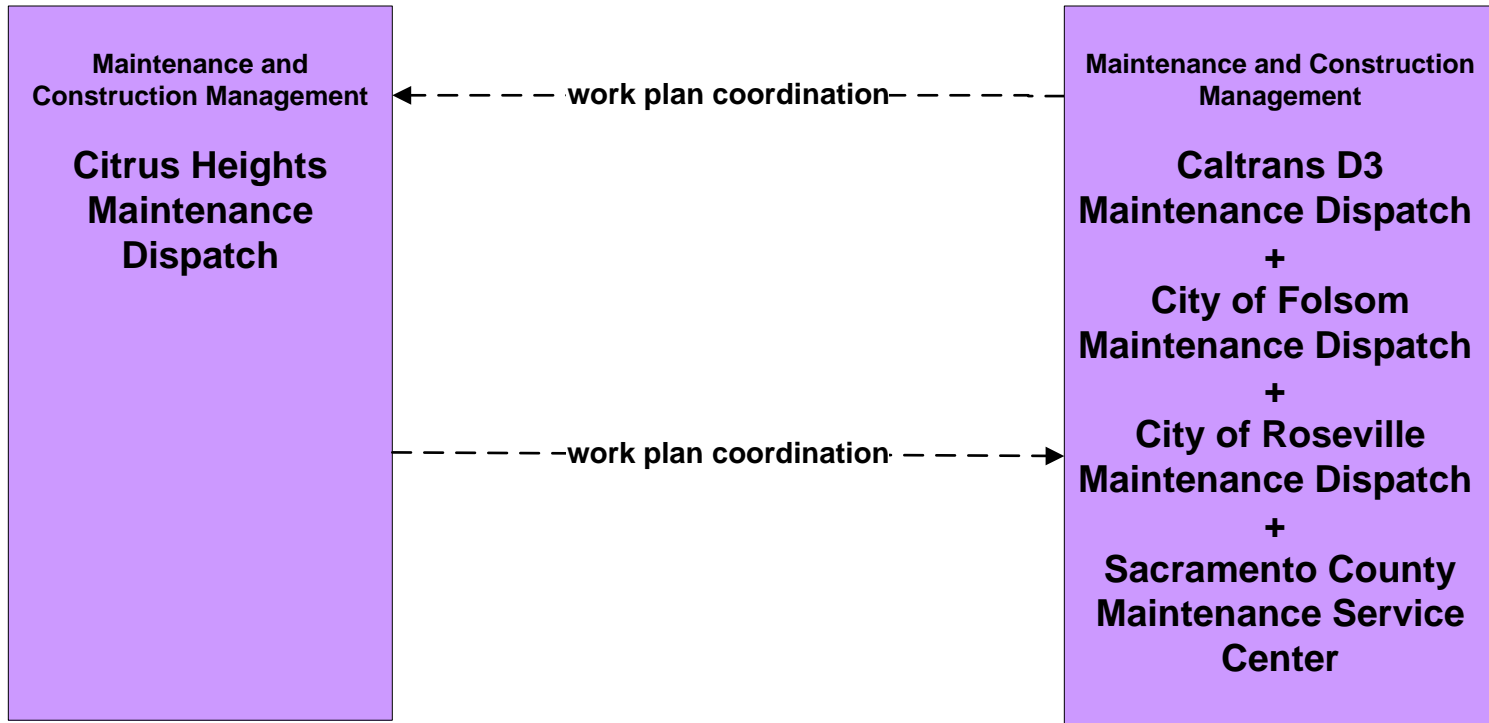 Maintenance and
Construction Management
Citrus Heights
Maintenance
Dispatch
work plan coordination
work plan coordination
Maintenance and Construction
Management
Caltrans D3
Maintenance Dispatch
+
City of Folsom
Maintenance Dispatch
+
City of Roseville
Maintenance Dispatch
+
Sacramento County
Maintenance Service
Center